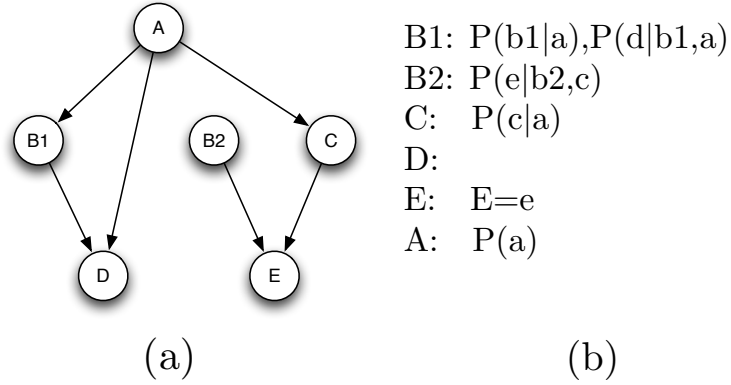 A
B1
B2
C
D
E
(a)
B1: P(b1|a),P(d|b1,a)
B2: P(e|b2,c)
C: P(c|a)
D:
E: E=e
A: P(a)
(b)